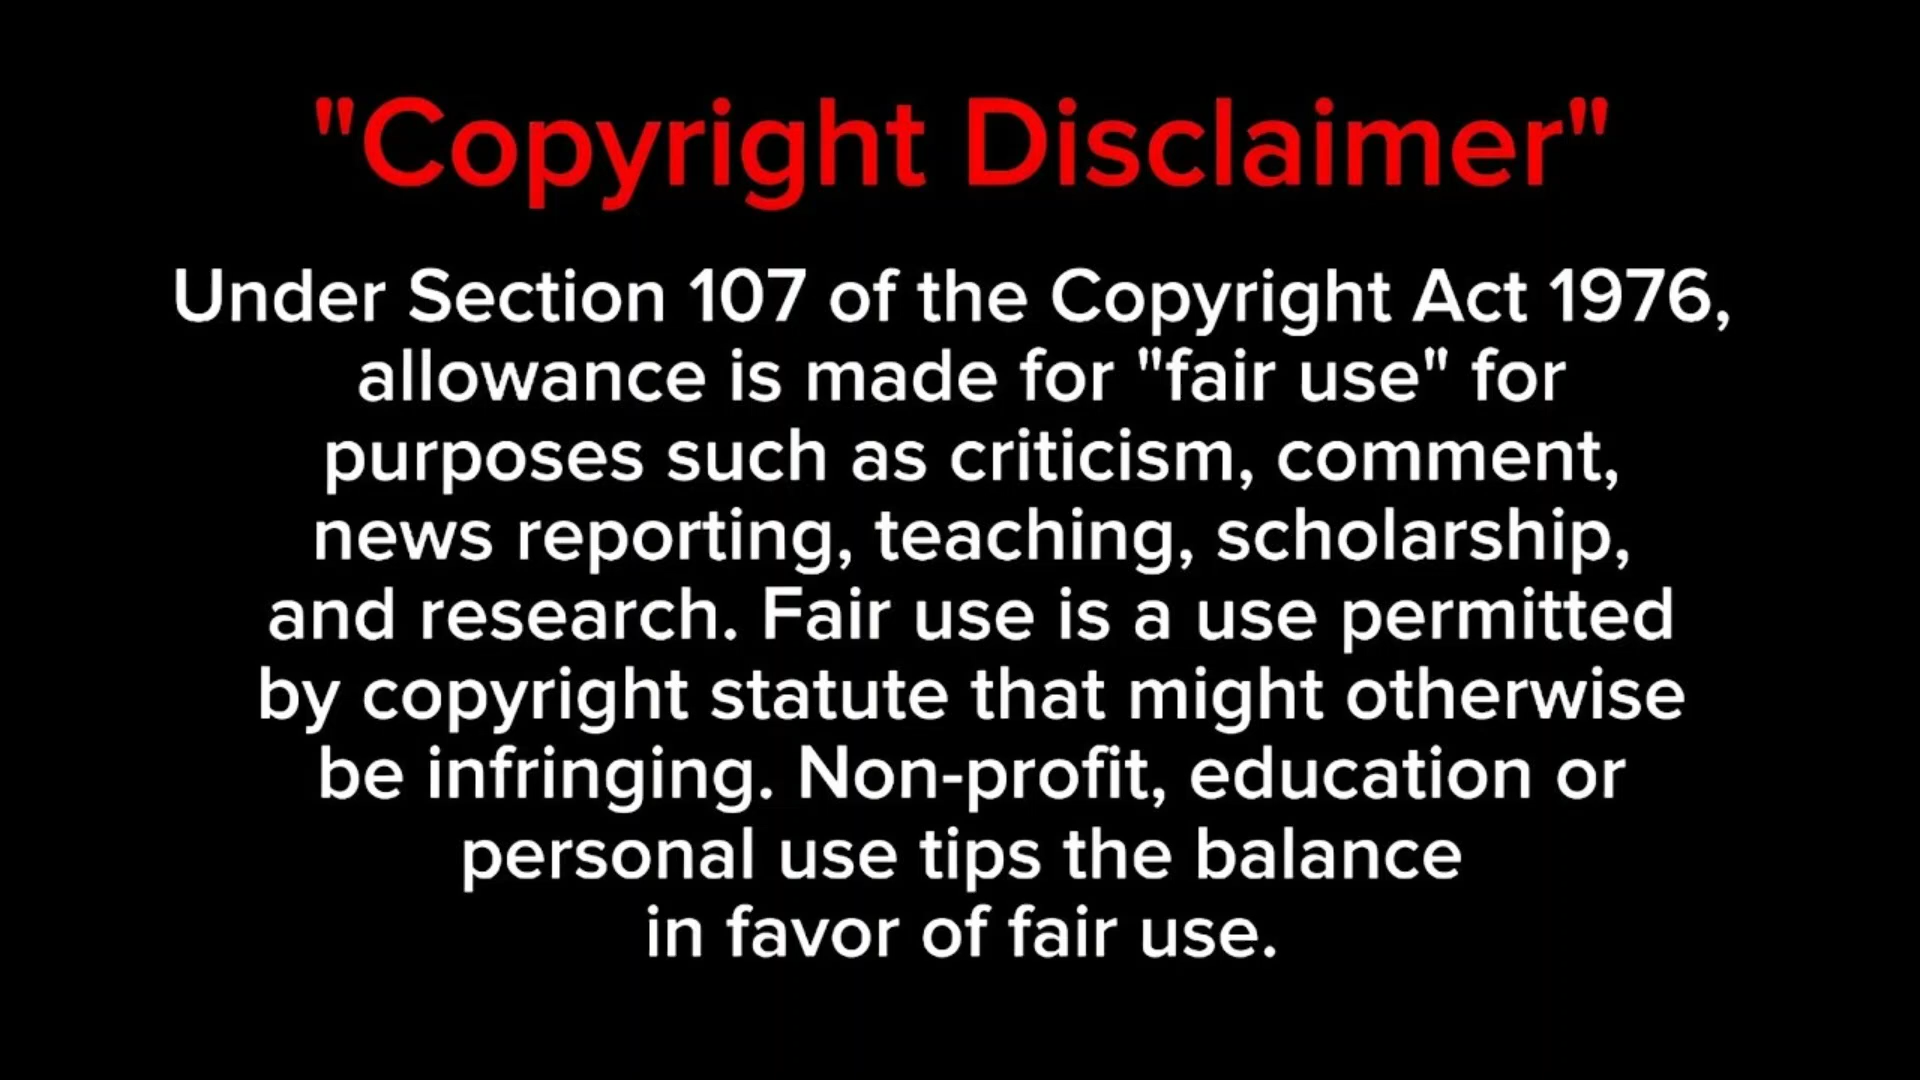 "Copyright Disclaimer"
Under Section 107 of the Copyright Act 1976,
allowance is made for "fair use" for
purposes such as criticism, comment,
news reporting, teaching, scholarship,
and research. Fair use is a use permitted
by copyright statute that might otherwise
be infringing. Non-profit, education or
personal use tips the balance
in favor of fair use.